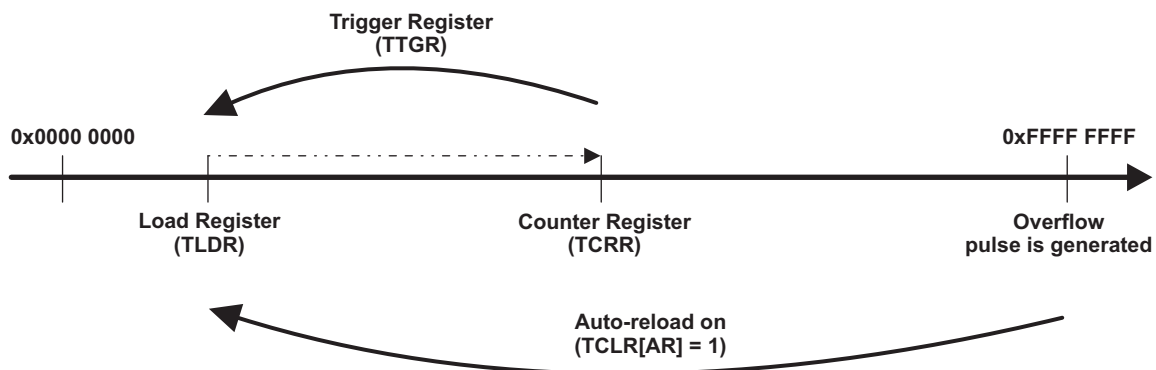 Trigger Register
(TTGR)
0x0000 0000
0xFFFF FFFF
Load Register
(TLDR)
Counter Register
(TCRR)
Overflow
pulse is generated
Auto-reload on
(TCLR[AR] = 1)